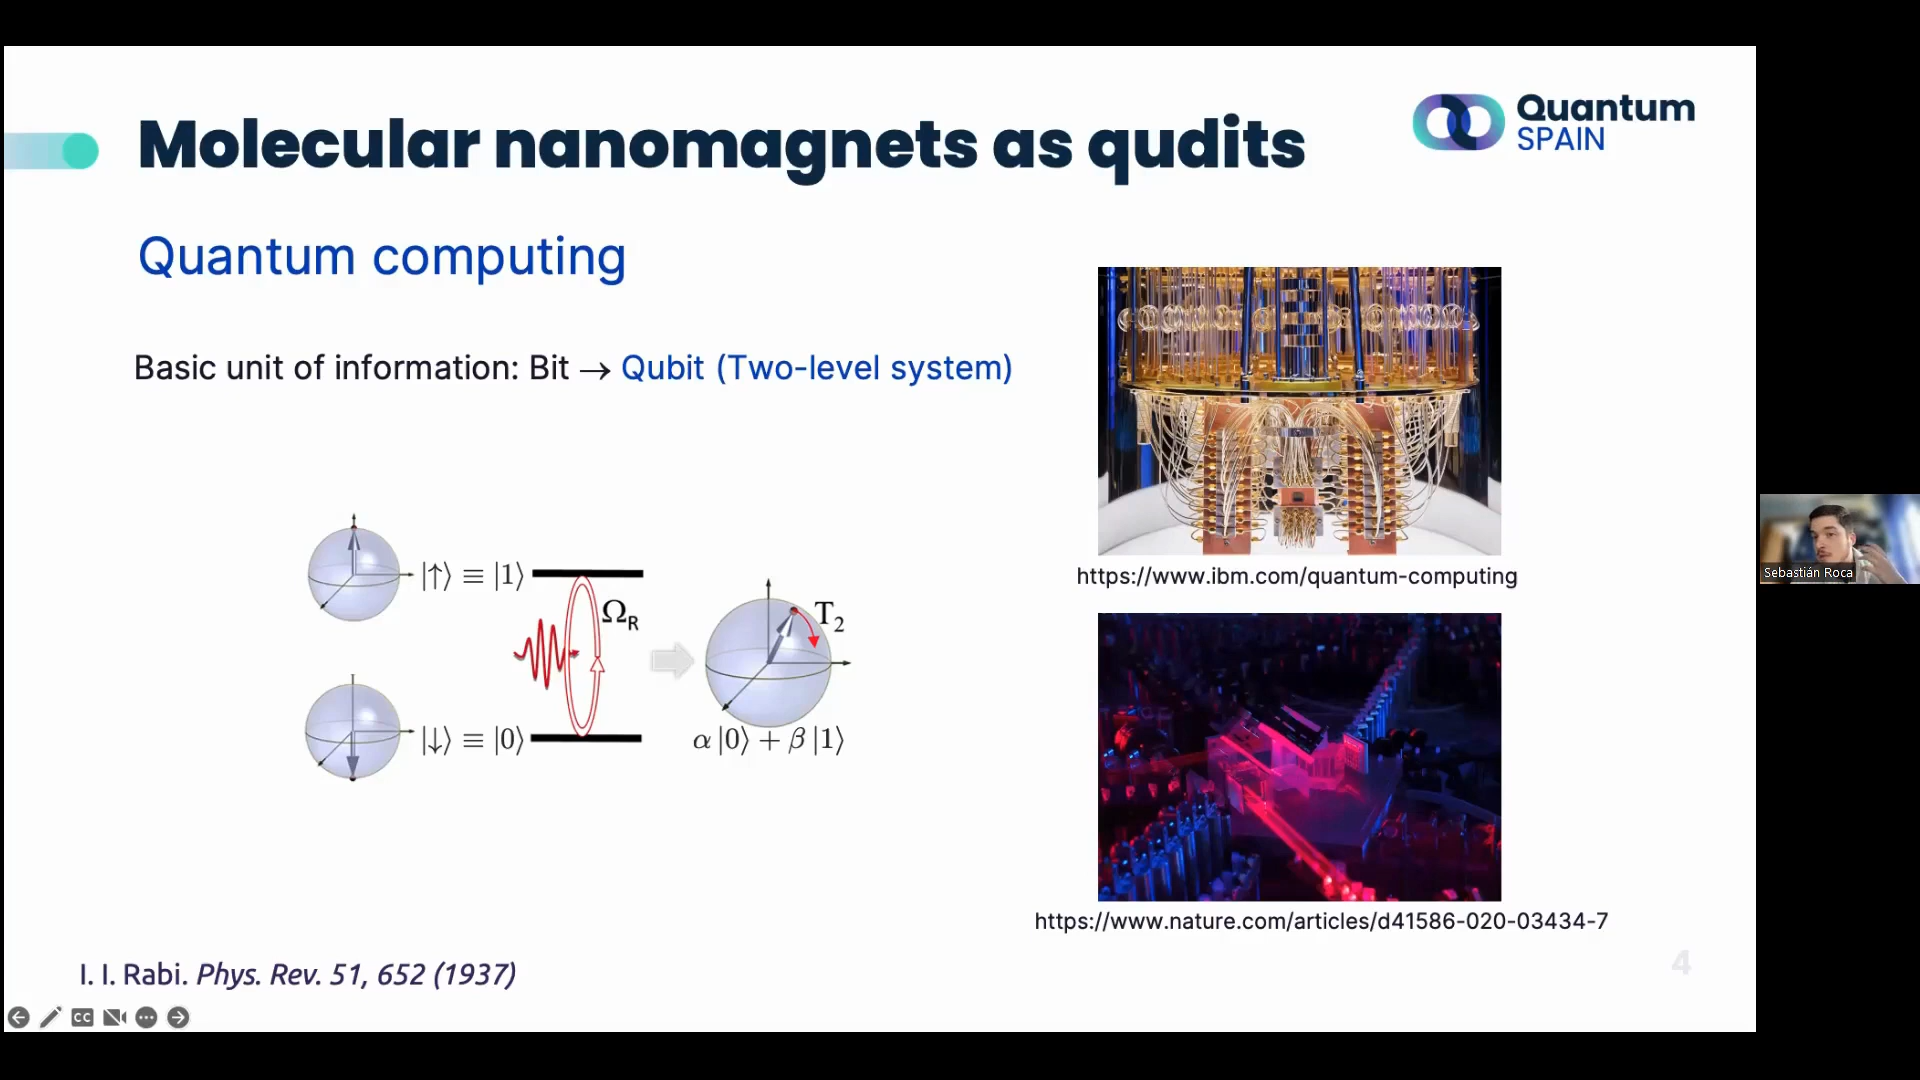 Molecular nanomagnets as qudits
Quantum
SPAIN
Quantum computing
Basic unit of information: Bit → Qubit (Two-level system)
|↑⟩ ≡ |1⟩
Ω_R
T₂
|↓⟩ ≡ |0⟩
α|0⟩ + β|1⟩
https://www.ibm.com/quantum-computing
https://www.nature.com/articles/d41586-020-03434-7
Sebastián Roca
I. I. Rabi. Phys. Rev. 51, 652 (1937)
4
CC